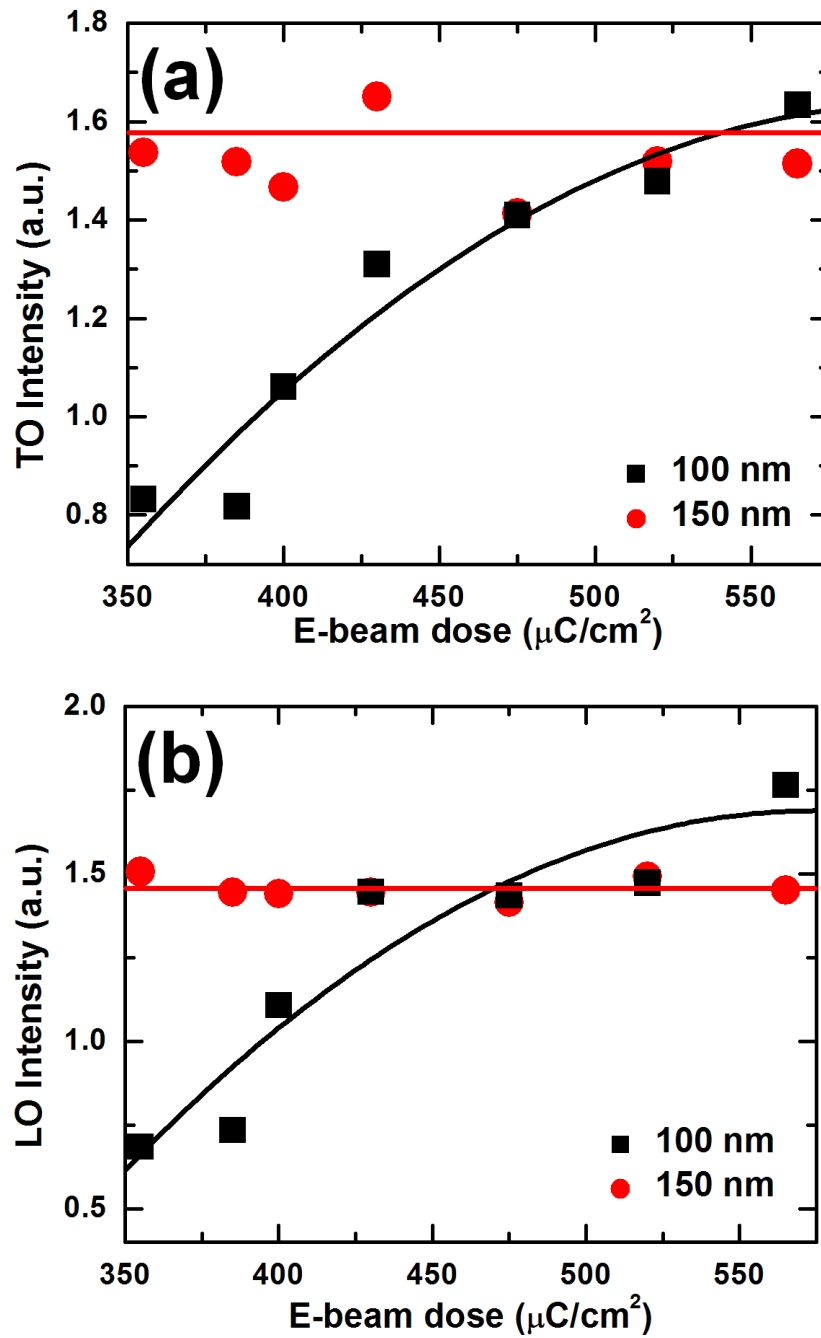 (a)
TO Intensity (a.u.)
1.8
1.6
1.4
1.2
1.0
0.8
100 nm
150 nm
350 400 450 500 550
E-beam dose (μC/cm²)
(b)
LO Intensity (a.u.)
2.0
1.5
1.0
0.5
100 nm
150 nm
350 400 450 500 550
E-beam dose (μC/cm²)